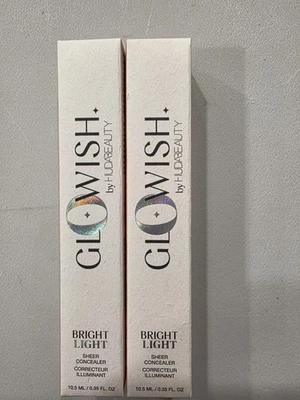 GLOWISH.
by HUDABEAUTY
BRIGHT
LIGHT
SHEER
CONCEALER
CORRECTEUR
ILLUMINANT
10.5 ML / 0.35 FL. OZ
GLOWISH.
by HUDABEAUTY
BRIGHT
LIGHT
SHEER
CONCEALER
CORRECTEUR
ILLUMINANT
10.5 ML / 0.35 FL. OZ